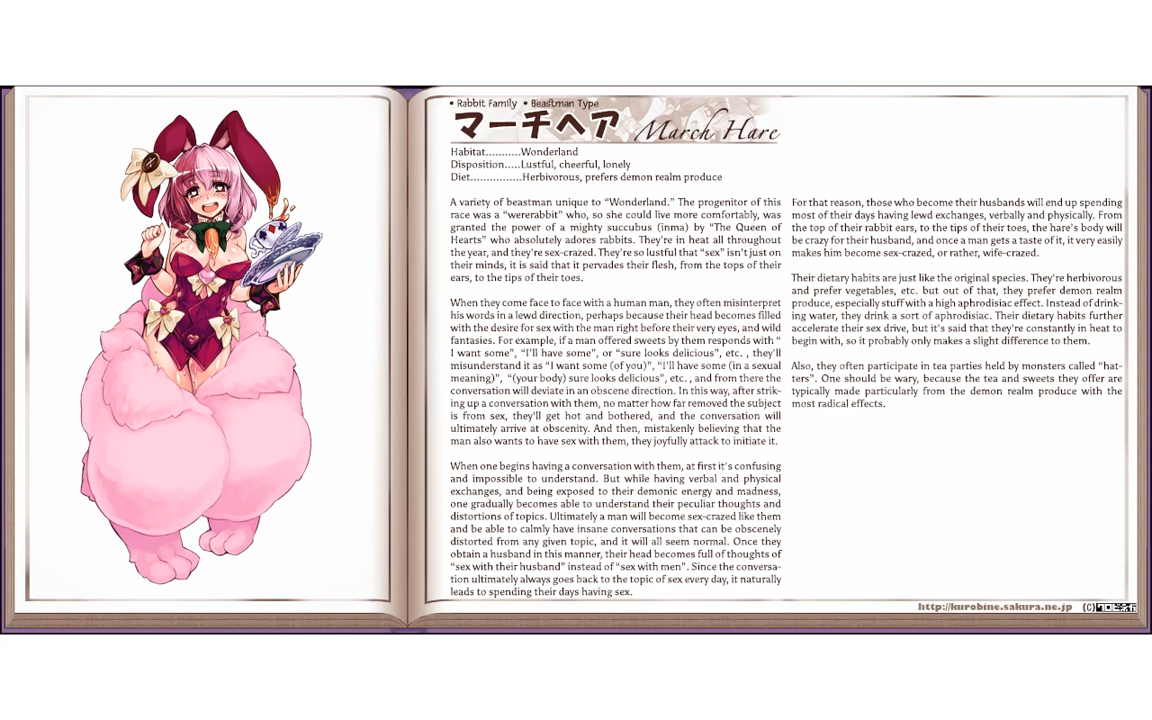 • Rabbit Family • Beastman Type
マーチヘア March Hare
Habitat...........Wonderland
Disposition.....Lustful, cheerful, lonely
Diet................Herbivorous, prefers demon realm produce
A variety of beastman unique to “Wonderland.” The progenitor of this
race was a “wererabbit” who, so she could live more comfortably, was
granted the power of a mighty succubus (inma) by “The Queen of
Hearts” who absolutely adores rabbits. They're in heat all throughout
the year, and they're sex-crazed. They're so lustful that “sex” isn't just on
their minds, it is said that it pervades their flesh, from the tops of their
ears, to the tips of their toes.
When they come face to face with a human man, they often misinterpret
his words in a lewd direction, perhaps because their head becomes filled
with the desire for sex with the man right before their very eyes, and wild
fantasies. For example, if a man offered sweets by them responds with “
I want some”, “I'll have some”, or “sure looks delicious”, etc. , they'll
misunderstand it as “I want some (of you)”, “I'll have some (in a sexual
meaning)”, “(your body) sure looks delicious”, etc. , and from there the
conversation will deviate in an obscene direction. In this way, after strik-
ing up a conversation with them, no matter how far removed the subject
is from sex, they'll get hot and bothered, and the conversation will
ultimately arrive at obscenity. And then, mistakenly believing that the
man also wants to have sex with them, they joyfully attack to initiate it.
When one begins having a conversation with them, at first it's confusing
and impossible to understand. But while having verbal and physical
exchanges, and being exposed to their demonic energy and madness,
one gradually becomes able to understand their peculiar thoughts and
distortions of topics. Ultimately a man will become sex-crazed like them
and be able to calmly have insane conversations that can be obscenely
distorted from any given topic, and it will all seem normal. Once they
obtain a husband in this manner, their head becomes full of thoughts of
“sex with their husband” instead of “sex with men”. Since the conversa-
tion ultimately always goes back to the topic of sex every day, it naturally
leads to spending their days having sex.
For that reason, those who become their husbands will end up spending
most of their days having lewd exchanges, verbally and physically. From
the top of their rabbit ears, to the tips of their toes, the hare's body will
be crazy for their husband, and once a man gets a taste of it, it very easily
makes him become sex-crazed, or rather, wife-crazed.
Their dietary habits are just like the original species. They're herbivorous
and prefer vegetables, etc. but out of that, they prefer demon realm
produce, especially stuff with a high aphrodisiac effect. Instead of drink-
ing water, they drink a sort of aphrodisiac. Their dietary habits further
accelerate their sex drive, but it's said that they're constantly in heat to
begin with, so it probably only makes a slight difference to them.
Also, they often participate in tea parties held by monsters called “hat-
ters”. One should be wary, because the tea and sweets they offer are
typically made particularly from the demon realm produce with the
most radical effects.
http://kurobine.sakura.ne.jp (C)